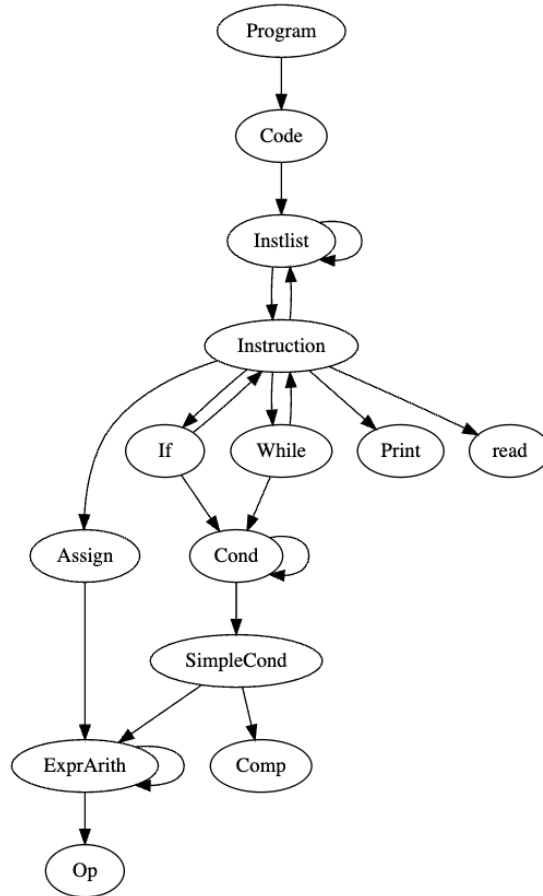 Program
Code
Instlist
Instruction
If
While
Print
read
Assign
Cond
SimpleCond
ExprArith
Comp
Op